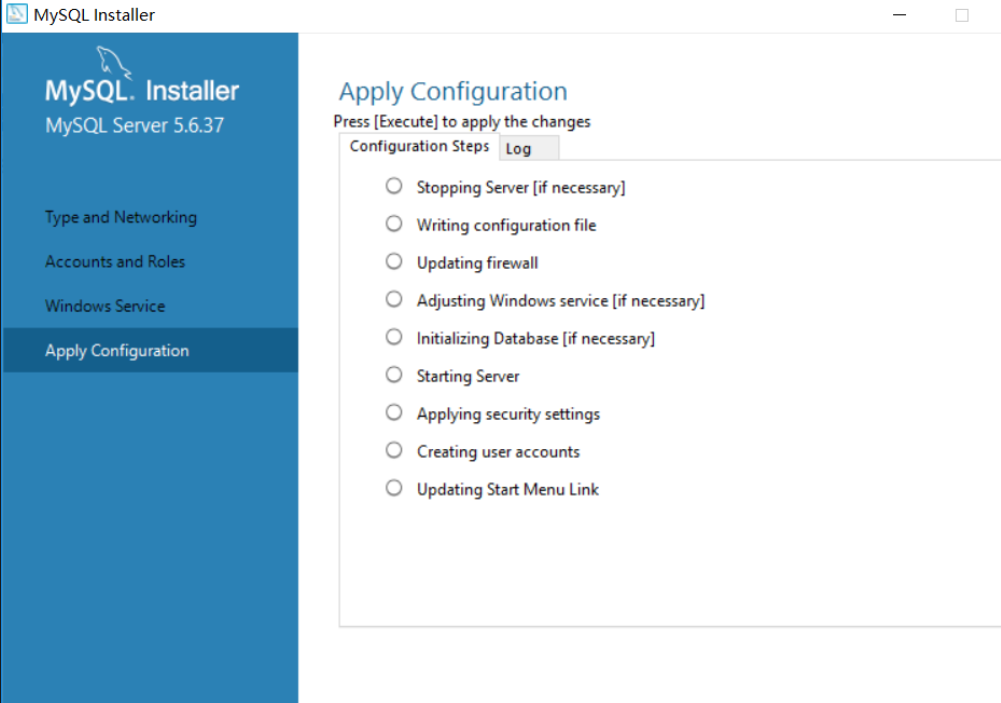 MySQL Installer
MySQL. Installer
MySQL Server 5.6.37
Type and Networking
Accounts and Roles
Windows Service
Apply Configuration
Apply Configuration
Press [Execute] to apply the changes
Configuration Steps
Log
Stopping Server [if necessary]
Writing configuration file
Updating firewall
Adjusting Windows service [if necessary]
Initializing Database [if necessary]
Starting Server
Applying security settings
Creating user accounts
Updating Start Menu Link